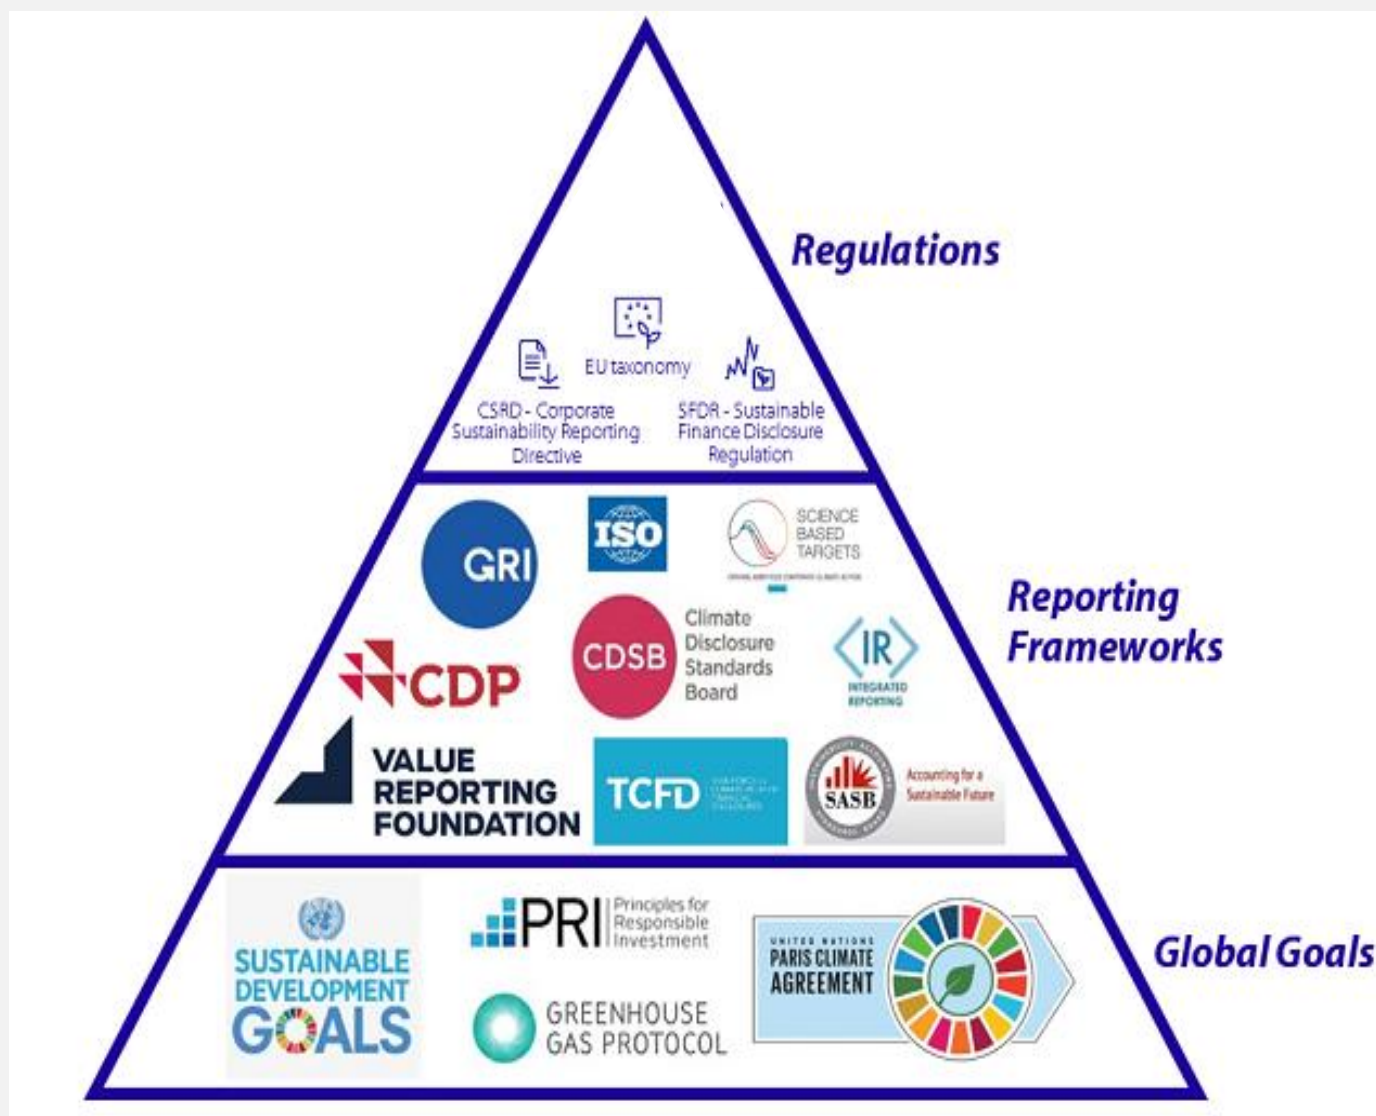 Regulations
EU taxonomy
CSRD - Corporate
Sustainability Reporting
Directive
SFDR - Sustainable
Finance Disclosure
Regulation
GRI
ISO
SCIENCE
BASED
TARGETS
Reporting
Frameworks
CDP
CDSB
Climate
Disclosure
Standards
Board
IR
INTEGRATED
REPORTING
VALUE
REPORTING
FOUNDATION
TCFD
SASB
Accounting for a
Sustainable Future
Global Goals
SUSTAINABLE
DEVELOPMENT
GOALS
PRI
Principles for
Responsible
Investment
GREENHOUSE
GAS PROTOCOL
UNITED NATIONS
PARIS CLIMATE
AGREEMENT